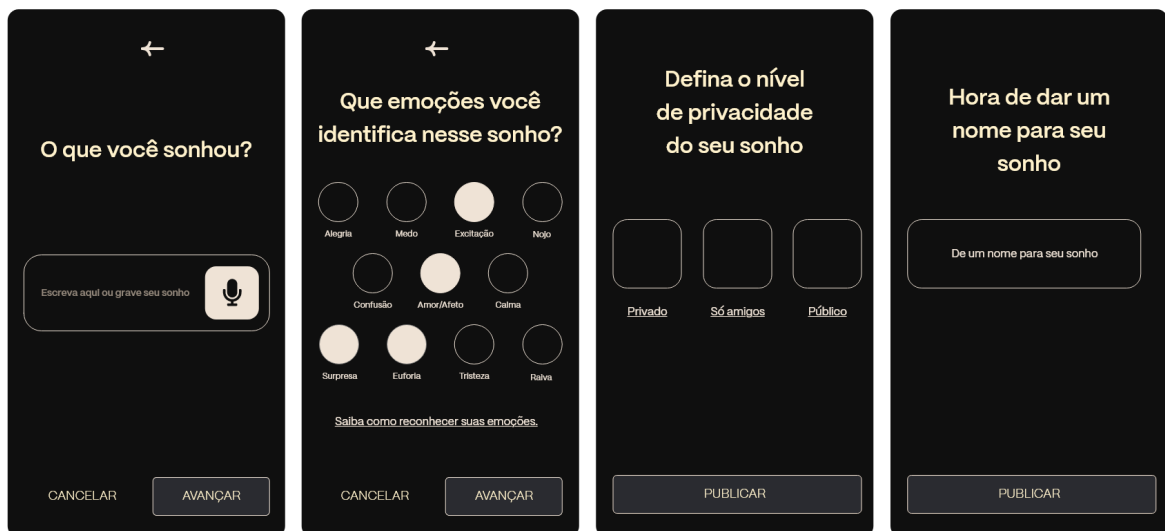 O que você sonhou?
Escreva aqui ou grave seu sonho
CANCELAR
AVANÇAR
Que emoções você
identifica nesse sonho?
Alegria
Medo
Excitação
Nojo
Confusão
Amor/Afeto
Calma
Surpresa
Euforia
Tristeza
Raiva
Saiba como reconhecer suas emoções.
CANCELAR
AVANÇAR
Defina o nível
de privacidade
do seu sonho
Privado
Só amigos
Público
PUBLICAR
Hora de dar um
nome para seu
sonho
De um nome para seu sonho
PUBLICAR